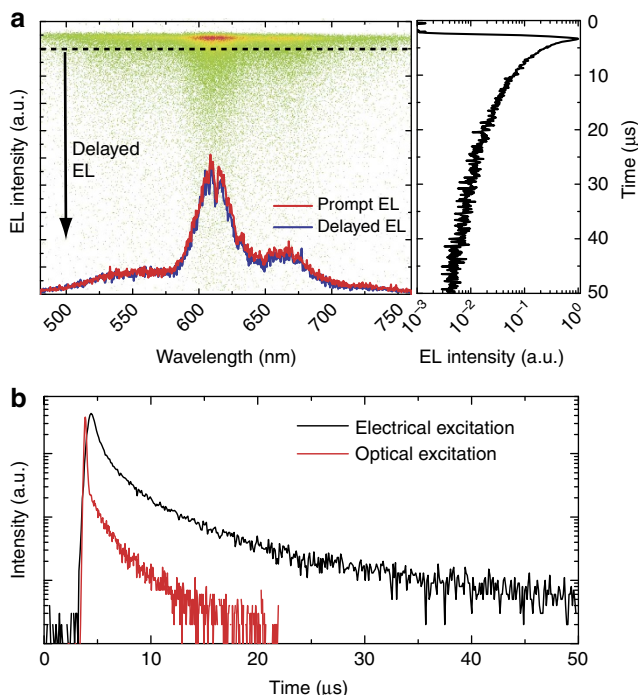 a
EL intensity (a.u.)
Delayed
EL
Prompt EL
Delayed EL
500 550 600 650 700 750
Wavelength (nm)
0
10
20
30
40
50
Time (μs)
10⁻³ 10⁻² 10⁻¹ 10⁰
EL intensity (a.u.)
b
Intensity (a.u.)
Electrical excitation
Optical excitation
0 10 20 30 40 50
Time (μs)